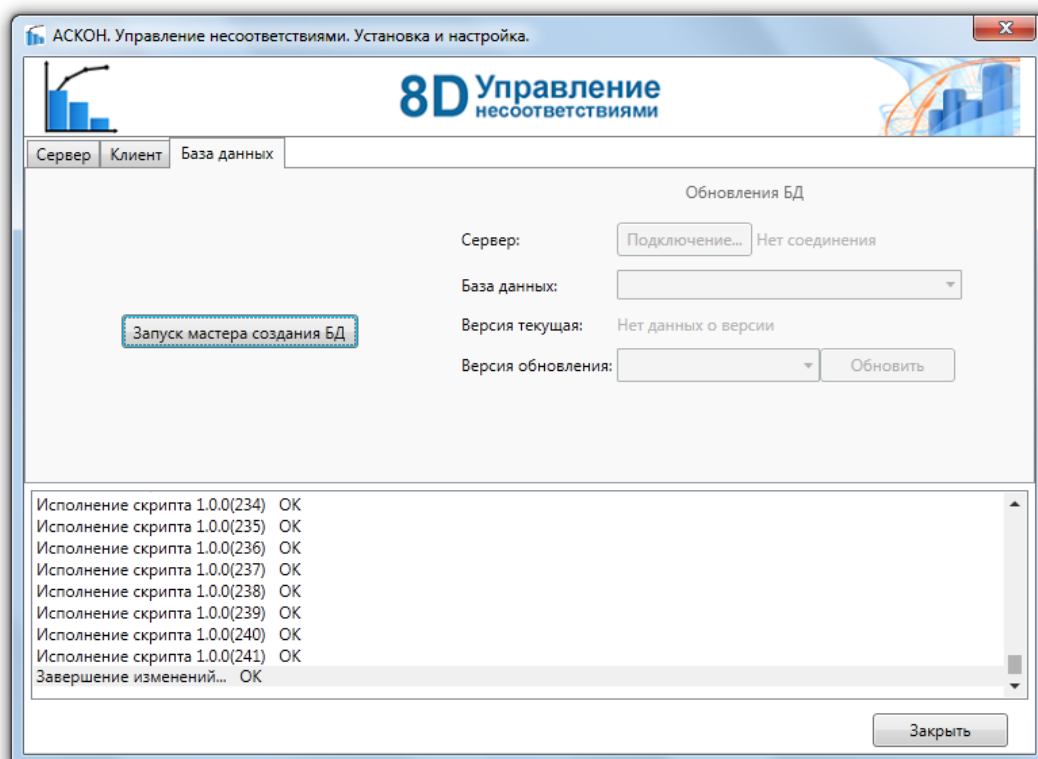 АСКОН. Управление несоответствиями. Установка и настройка.
8D Управление
несоответствиями
Сервер Клиент База данных
Обновления БД
Сервер: Подключение... Нет соединения
База данных:
Запуск мастера создания БД
Версия текущая: Нет данных о версии
Версия обновления: Обновить
Исполнение скрипта 1.0.0(234) OK
Исполнение скрипта 1.0.0(235) OK
Исполнение скрипта 1.0.0(236) OK
Исполнение скрипта 1.0.0(237) OK
Исполнение скрипта 1.0.0(238) OK
Исполнение скрипта 1.0.0(239) OK
Исполнение скрипта 1.0.0(240) OK
Исполнение скрипта 1.0.0(241) OK
Завершение изменений... OK
Закрыть